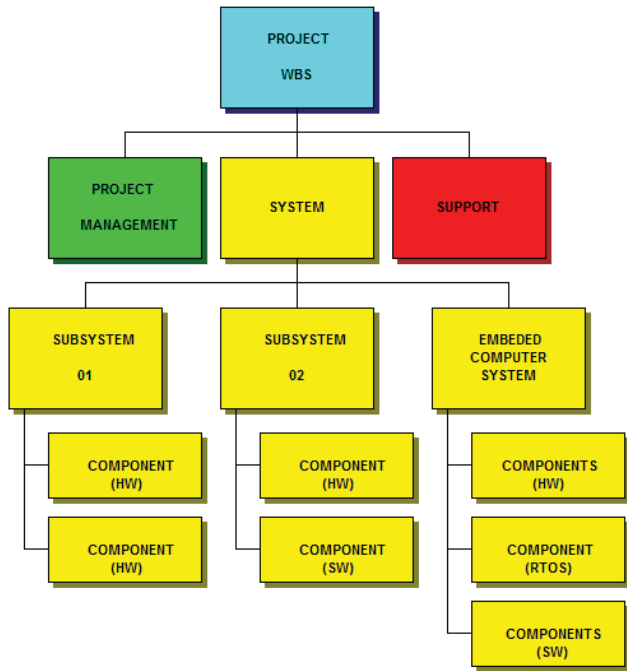 PROJECT
WBS
PROJECT
MANAGEMENT
SYSTEM
SUPPORT
SUBSYSTEM
01
SUBSYSTEM
02
EMBEDED
COMPUTER
SYSTEM
COMPONENT
(HW)
COMPONENT
(HW)
COMPONENT
(HW)
COMPONENT
(SW)
COMPONENTS
(HW)
COMPONENT
(RTOS)
COMPONENTS
(SW)